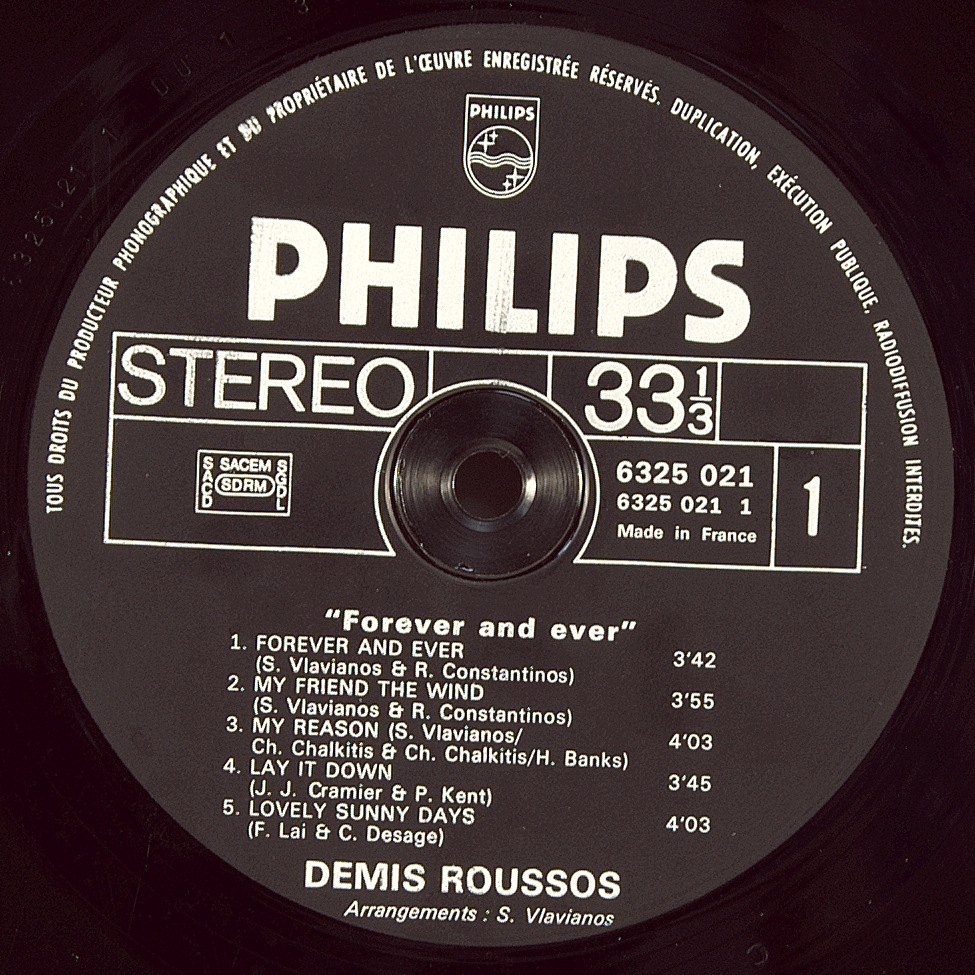 TOUS DROITS DU PRODUCTEUR PHONOGRAPHIQUE ET DU PROPRIÉTAIRE DE L'ŒUVRE ENREGISTRÉE RÉSERVÉS. DUPLICATION, EXÉCUTION PUBLIQUE, RADIODIFFUSION INTERDITES.
PHILIPS
PHILIPS
STEREO
33 1/3
SACD SACEM SGDL
SDRM
6325 021
6325 021 1
Made in France
1
"Forever and ever"
1. FOREVER AND EVER 3'42
(S. Vlavianos & R. Constantinos)
2. MY FRIEND THE WIND 3'55
(S. Vlavianos & R. Constantinos)
3. MY REASON (S. Vlavianos/
Ch. Chalkitis & Ch. Chalkitis/H. Banks) 4'03
4. LAY IT DOWN 3'45
(J. J. Cramier & P. Kent)
5. LOVELY SUNNY DAYS 4'03
(F. Lai & C. Desage)
DEMIS ROUSSOS
Arrangements : S. Vlavianos